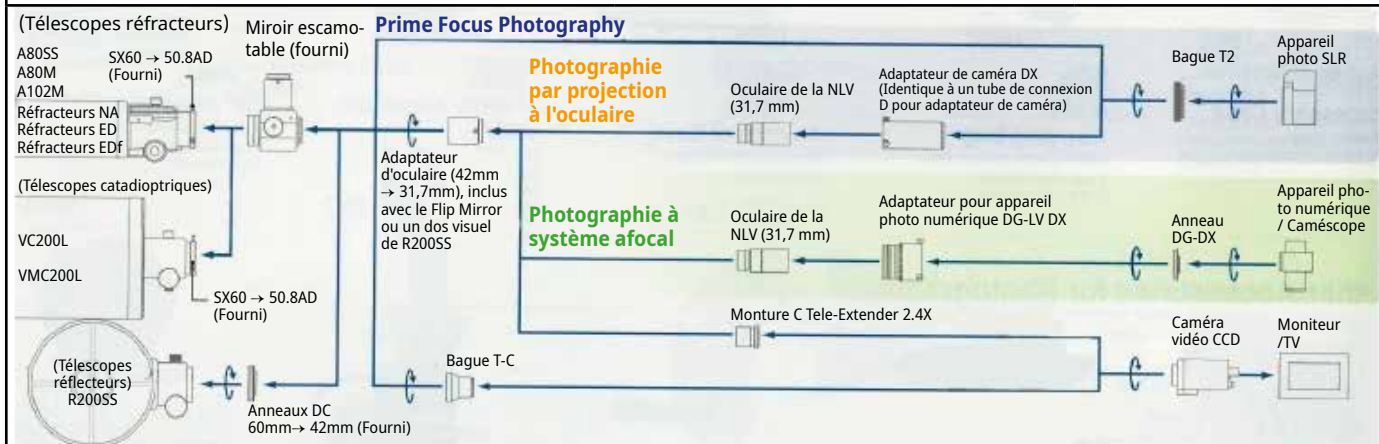 (Télescopes réfracteurs)
A80SS
A80M
A102M
Réfracteurs NA
Réfracteurs ED
Réfracteurs EDf
SX60 → 50.8AD
(Fourni)
Miroir escamo-
table (fourni)
(Télescopes catadioptriques)
VC200L
VMC200L
SX60 → 50.8AD
(Fourni)
(Télescopes
réflecteurs)
R200SS
Anneaux DC
60mm→ 42mm (Fourni)
Prime Focus Photography
Adaptateur
d'oculaire (42mm
→ 31,7mm), inclus
avec le Flip Mirror
ou un dos visuel
de R200SS
Photographie
par projection
à l'oculaire
Oculaire de la NLV
(31,7 mm)
Adaptateur de caméra DX
(Identique à un tube de connexion
D pour adaptateur de caméra)
Bague T2
Appareil
photo SLR
Photographie à
système afocal
Oculaire de la
NLV (31,7 mm)
Adaptateur pour appareil
photo numérique DG-LV DX
Anneau
DG-DX
Appareil pho-
to numérique
/ Caméscope
Monture C Tele-Extender 2.4X
Bague T-C
Caméra
vidéo CCD
Moniteur
/TV